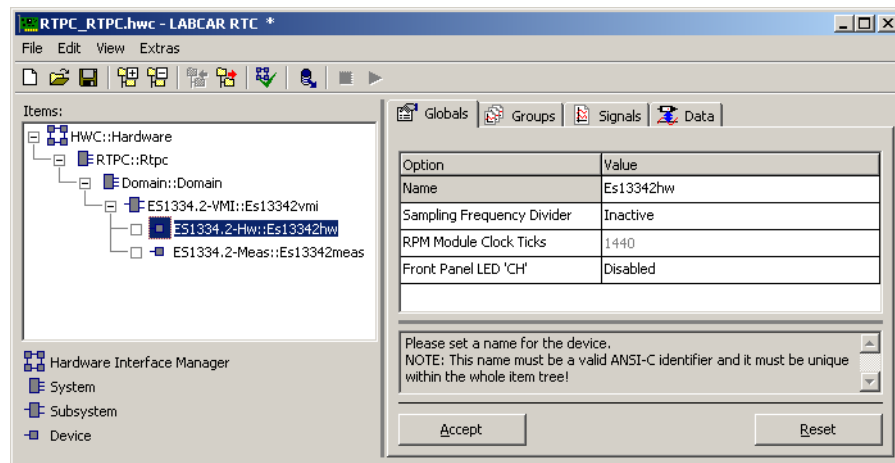 RTPC_RTPC.hwc - LABCAR RTC *
File Edit View Extras
Items:
HWC::Hardware
RTPC::Rtpc
Domain::Domain
ES1334.2-VMI::Es13342vmi
ES1334.2-Hw::Es13342hw
ES1334.2-Meas::Es13342meas
Hardware Interface Manager
System
Subsystem
Device
Globals Groups Signals Data
Option Value
Name Es13342hw
Sampling Frequency Divider Inactive
RPM Module Clock Ticks 1440
Front Panel LED 'CH' Disabled
Please set a name for the device.
NOTE: This name must be a valid ANSI-C identifier and it must be unique
within the whole item tree!
Accept Reset